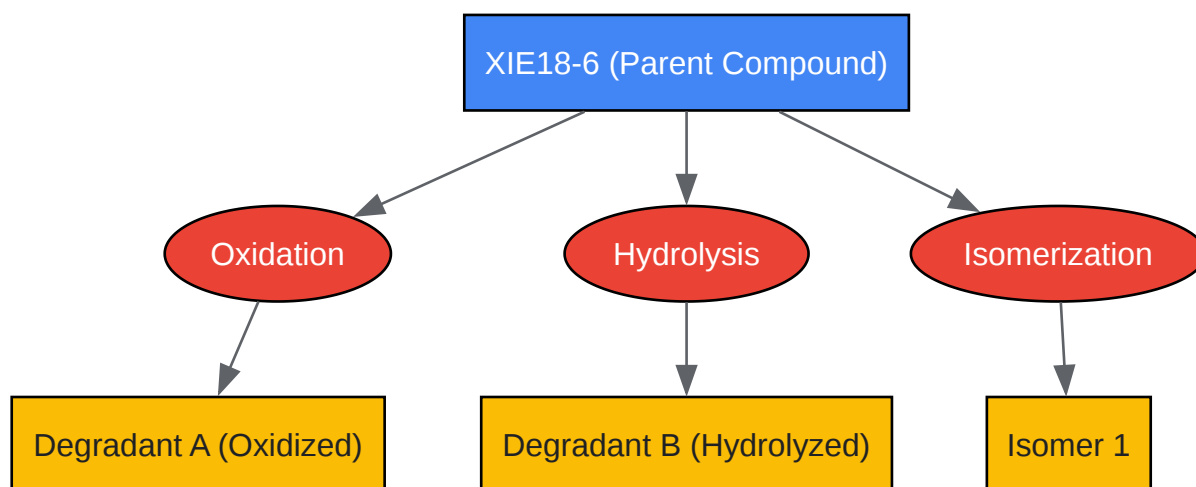 XIE18-6 (Parent Compound)
Oxidation
Hydrolysis
Isomerization
Degradant A (Oxidized)
Degradant B (Hydrolyzed)
Isomer 1